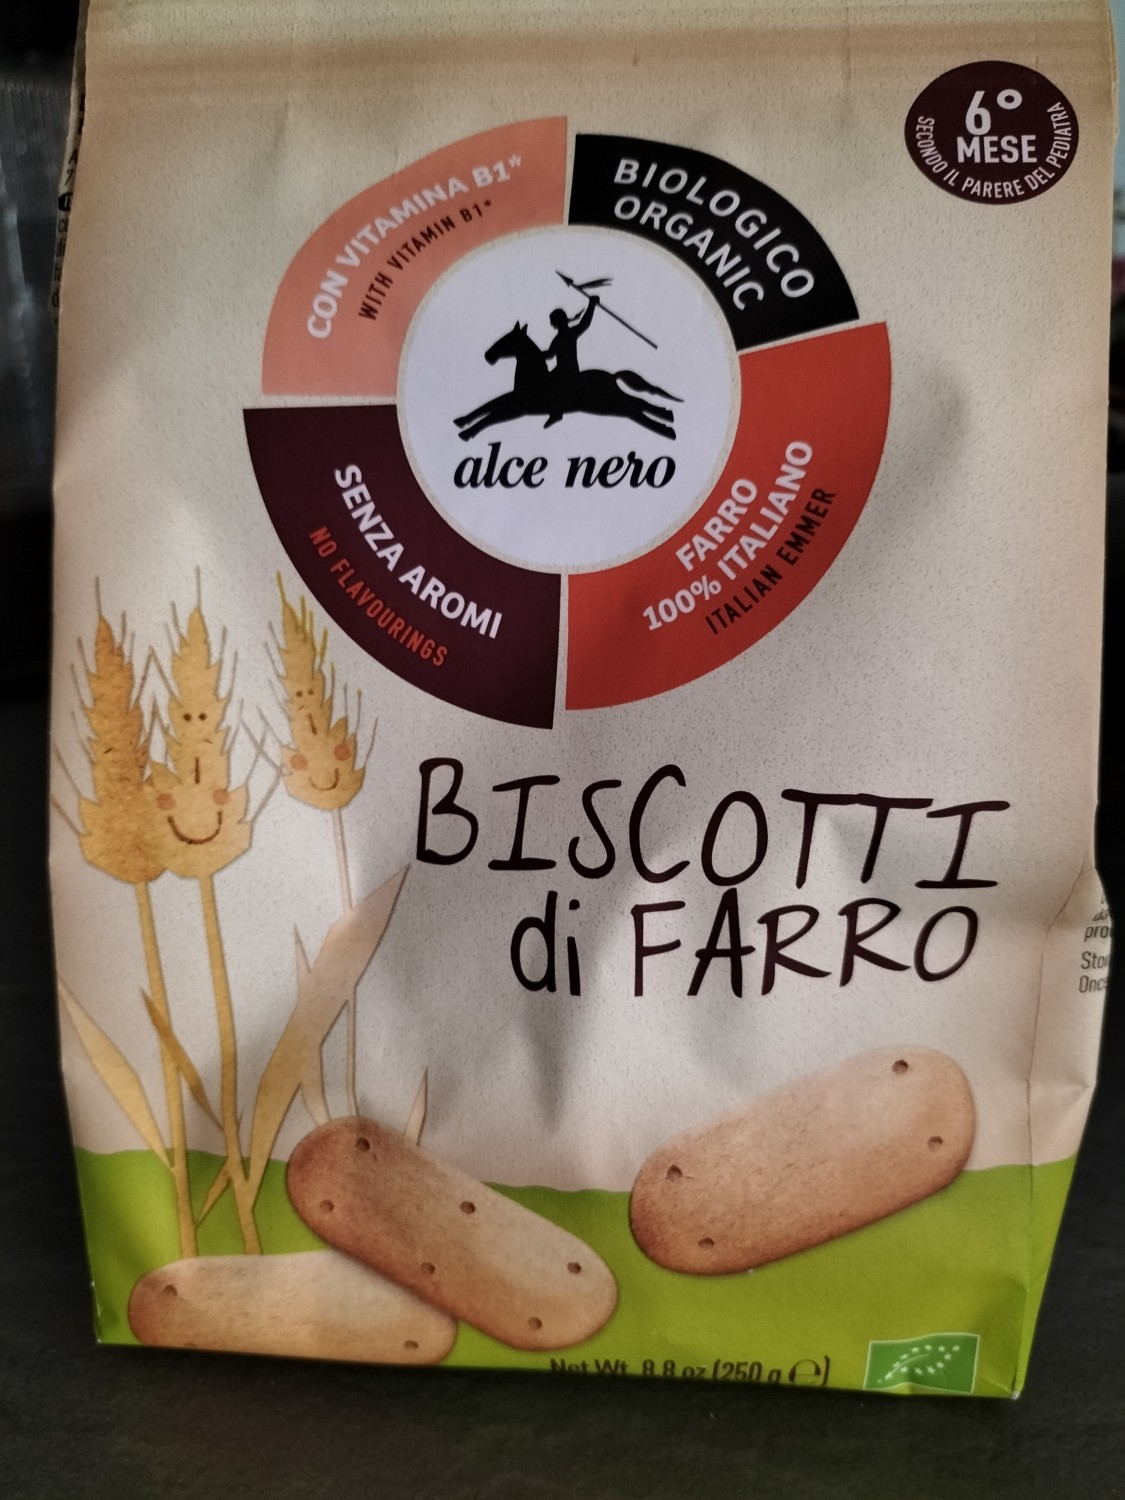 6°
MESE
SECONDO IL PARERE DEL PEDIATRA
CON VITAMINA B1*
WITH VITAMIN B1*
BIOLOGICO
ORGANIC
alce nero
SENZA AROMI
NO FLAVOURINGS
FARRO
100% ITALIANO
ITALIAN EMMER
BISCOTTI
di FARRO
Net Wt. 8.8 oz (250 g ℮)